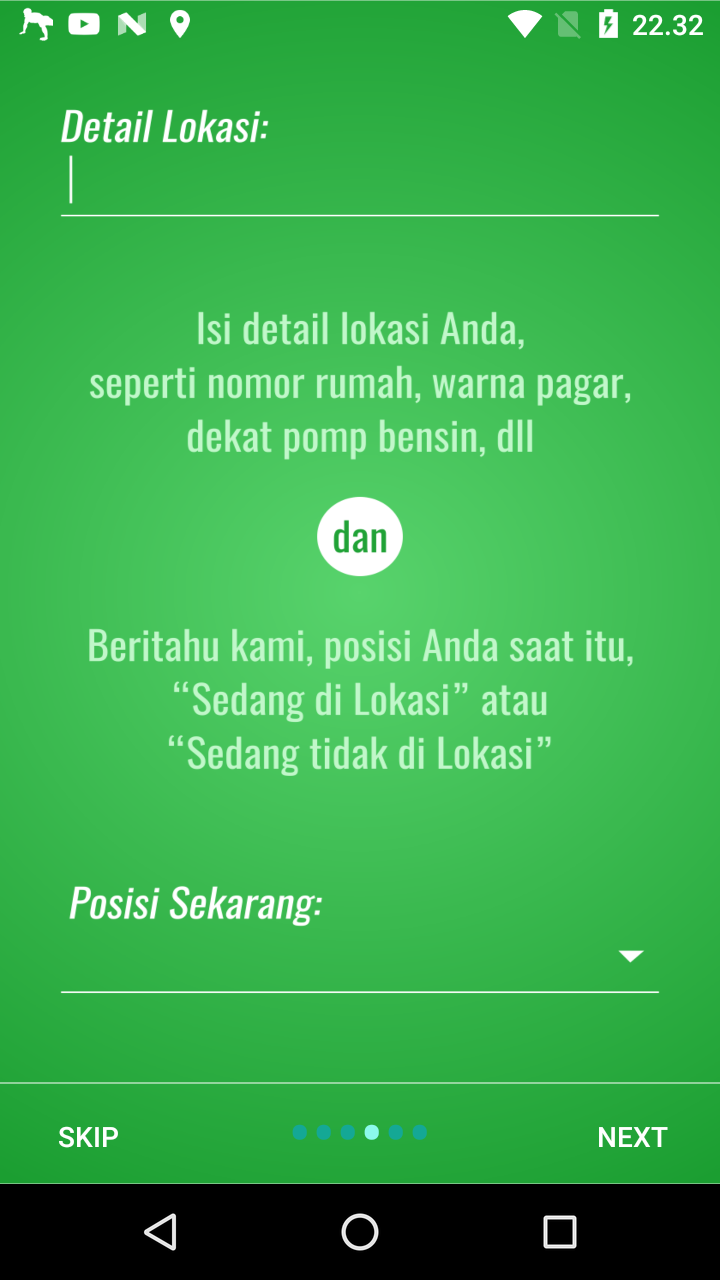 22.32
Detail Lokasi:
Isi detail lokasi Anda,
seperti nomor rumah, warna pagar,
dekat pomp bensin, dll
dan
Beritahu kami, posisi Anda saat itu,
“Sedang di Lokasi” atau
“Sedang tidak di Lokasi”
Posisi Sekarang:
SKIP
NEXT